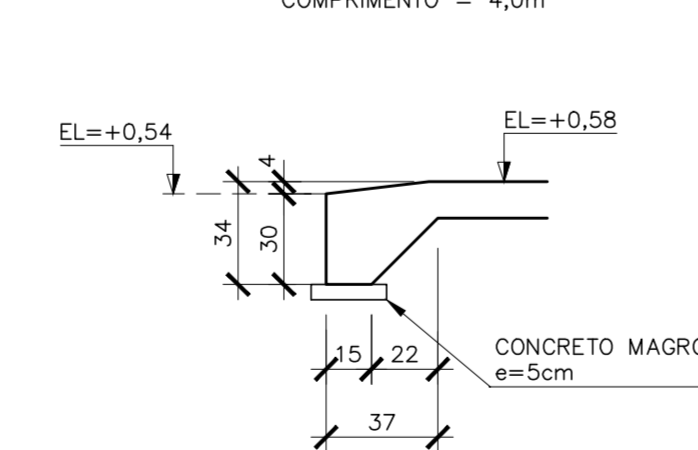 COMPRIMENTO = 4,0m
EL=+0,54
EL=+0,58
4
34
30
15
22
CONCRETO MAGRO
e=5cm
37